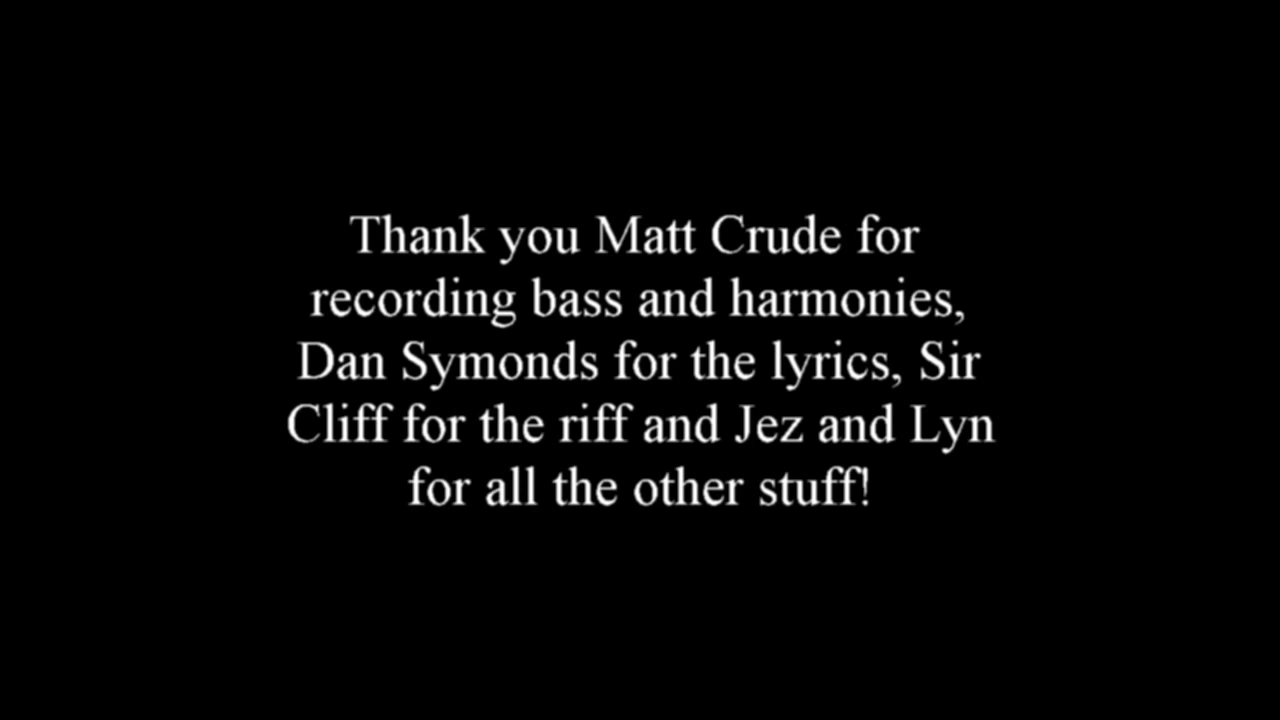 Thank you Matt Crude for
recording bass and harmonies,
Dan Symonds for the lyrics, Sir
Cliff for the riff and Jez and Lyn
for all the other stuff!